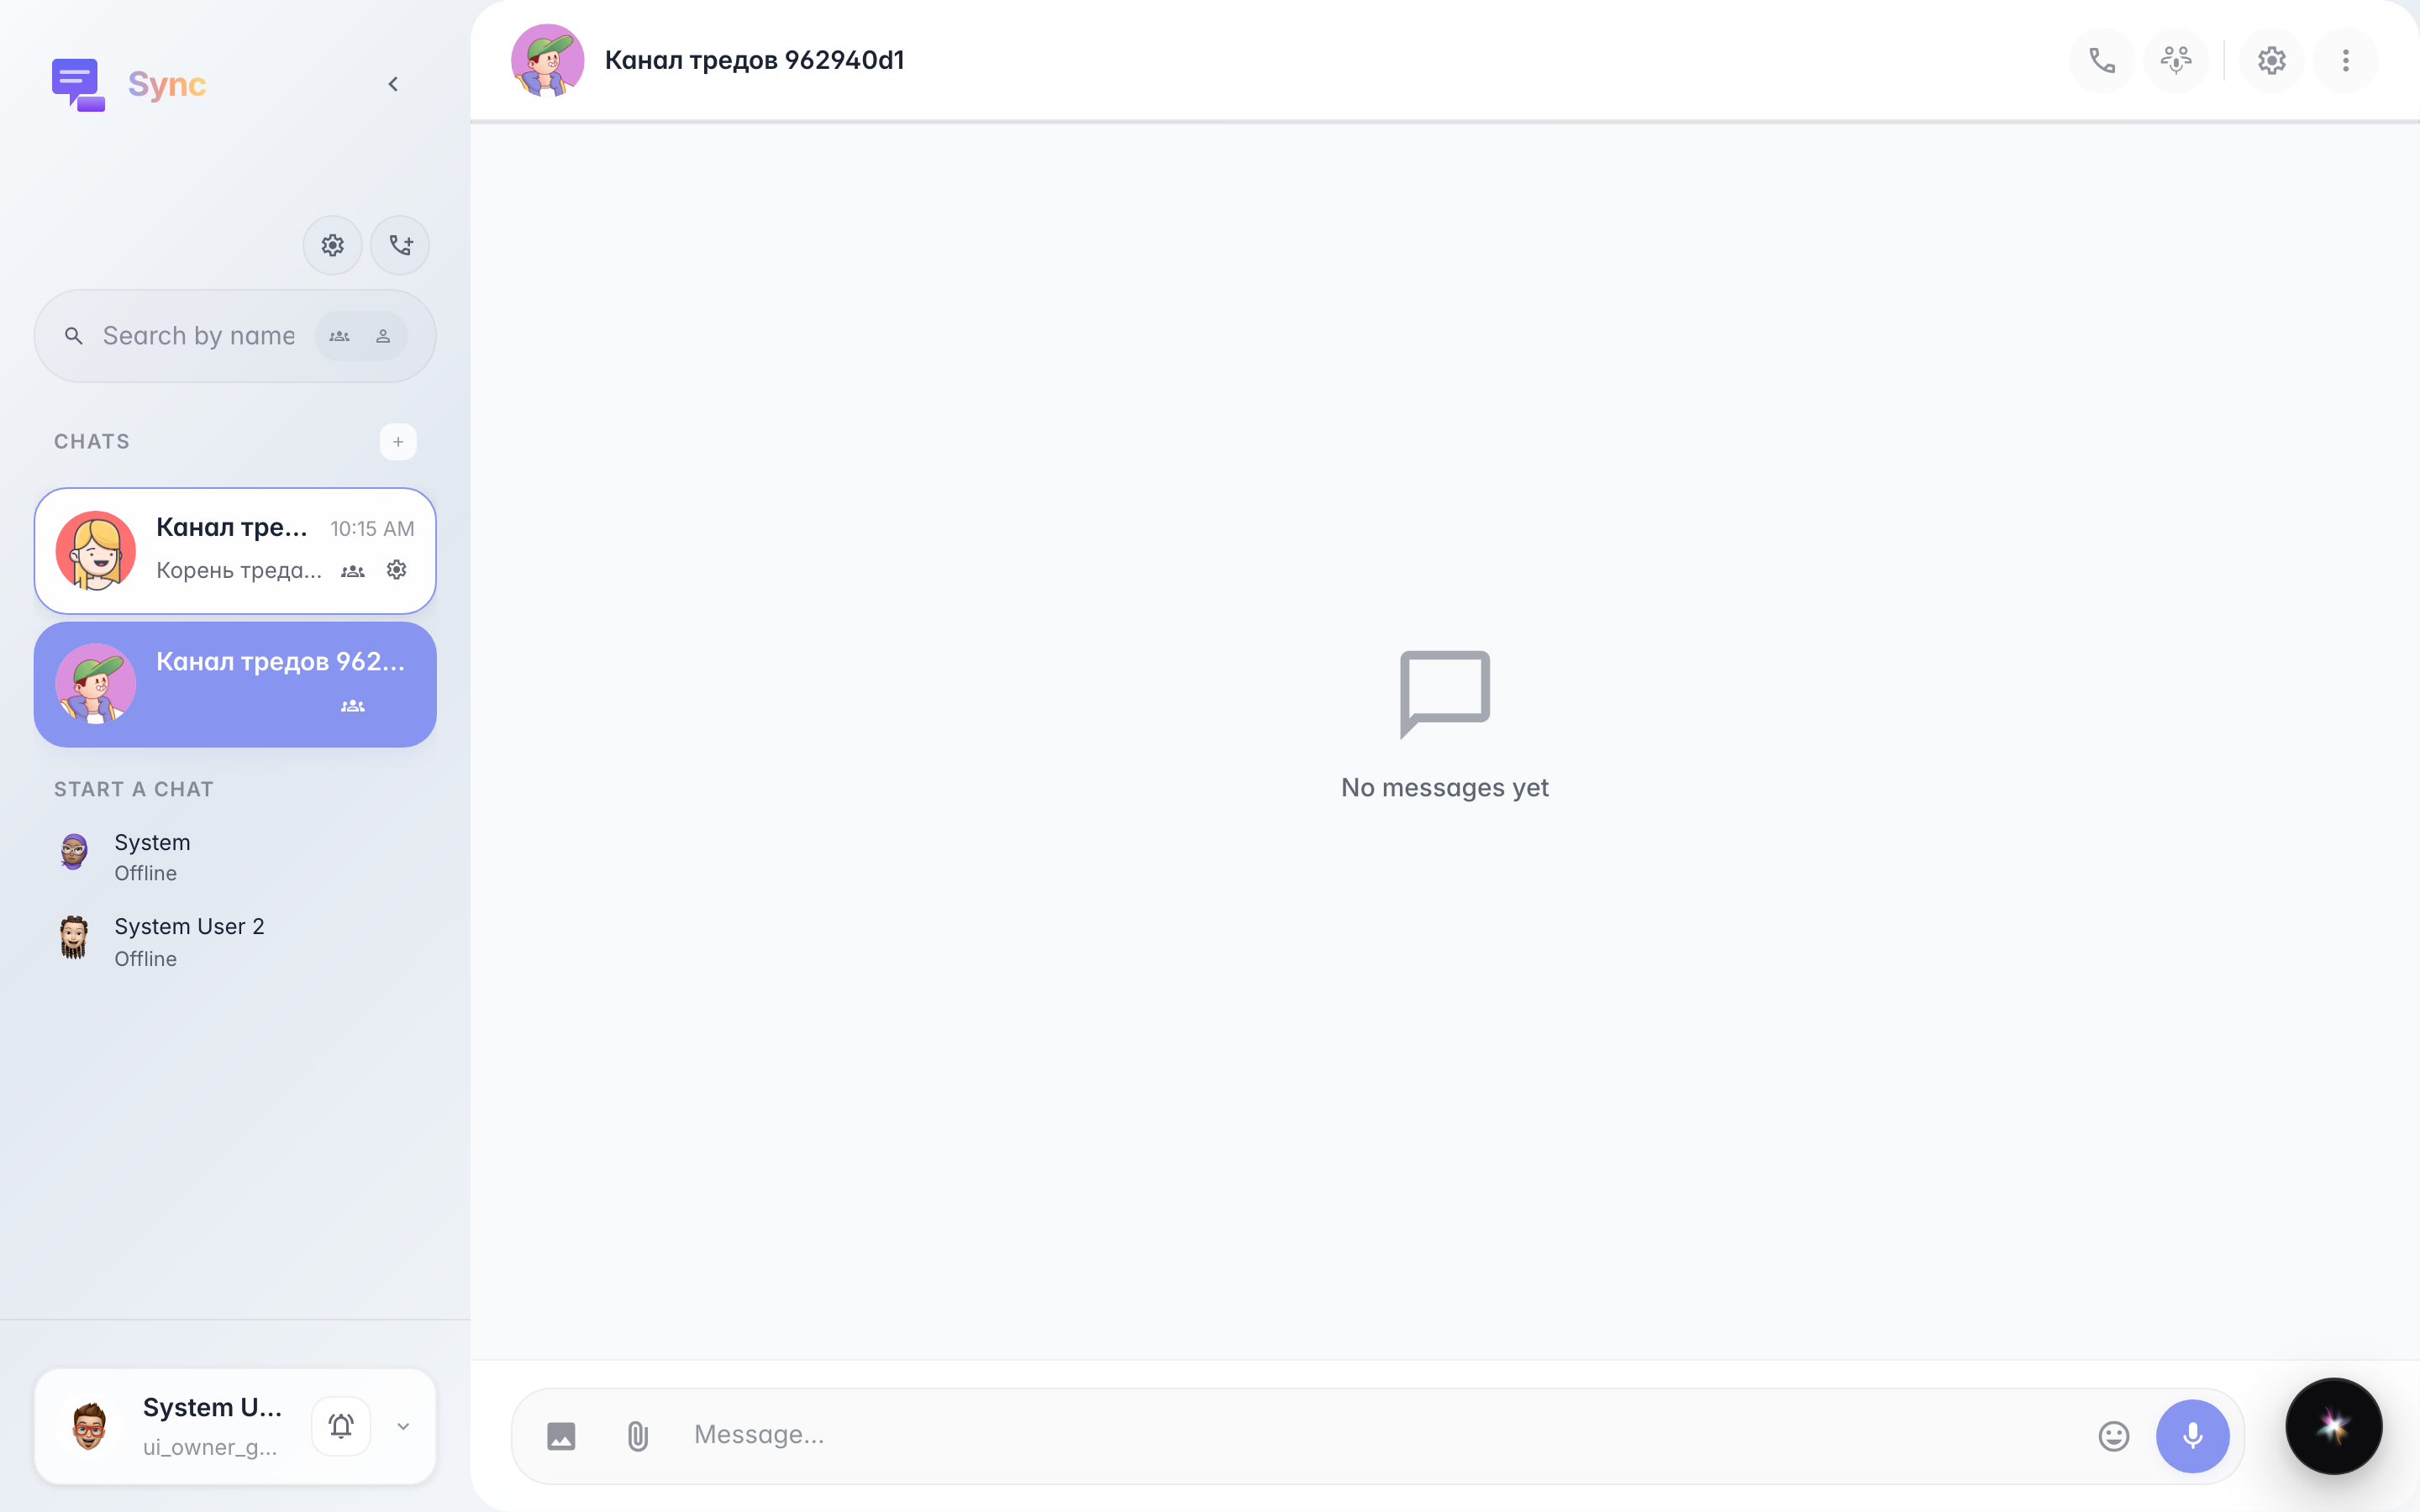 Sync
Search by name
CHATS
Канал тре... 10:15 AM
Корень треда...
Канал тредов 962...
START A CHAT
System
Offline
System User 2
Offline
System U...
ui_owner_g...
Канал тредов 962940d1
No messages yet
Message...